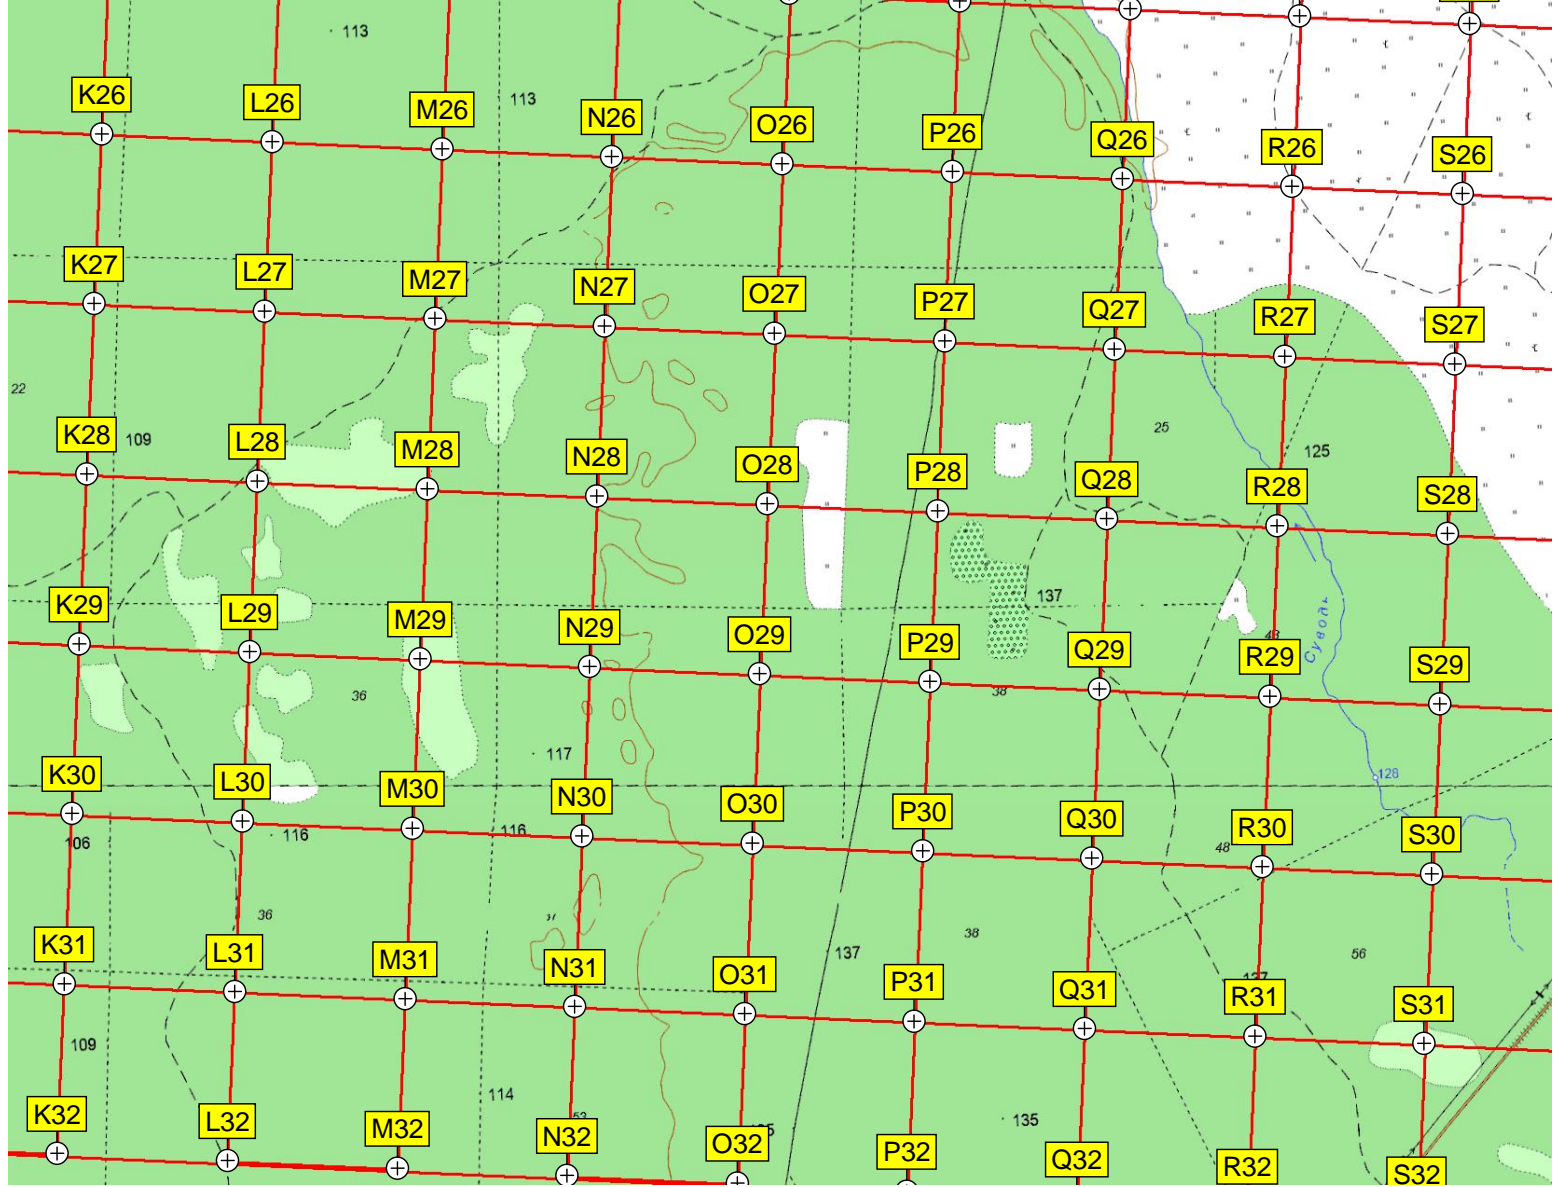 113
K26 L26 M26 113 N26 O26 P26 Q26 R26 S26
K27 L27 M27 N27 O27 P27 Q27 R27 S27
22
K28 109 L28 M28 N28 O28 P28 Q28 25 125 R28 S28
K29 L29 M29 N29 O29 137 P29 Q29 R29 Суводь S29
36 38
117
K30 L30 M30 N30 O30 P30 Q30 R30 128 S30
106 116 116 48
36 38 56
K31 L31 M31 N31 O31 137 P31 Q31 R31 S31
109
114 135
K32 L32 M32 N32 O32 P32 Q32 R32 S32